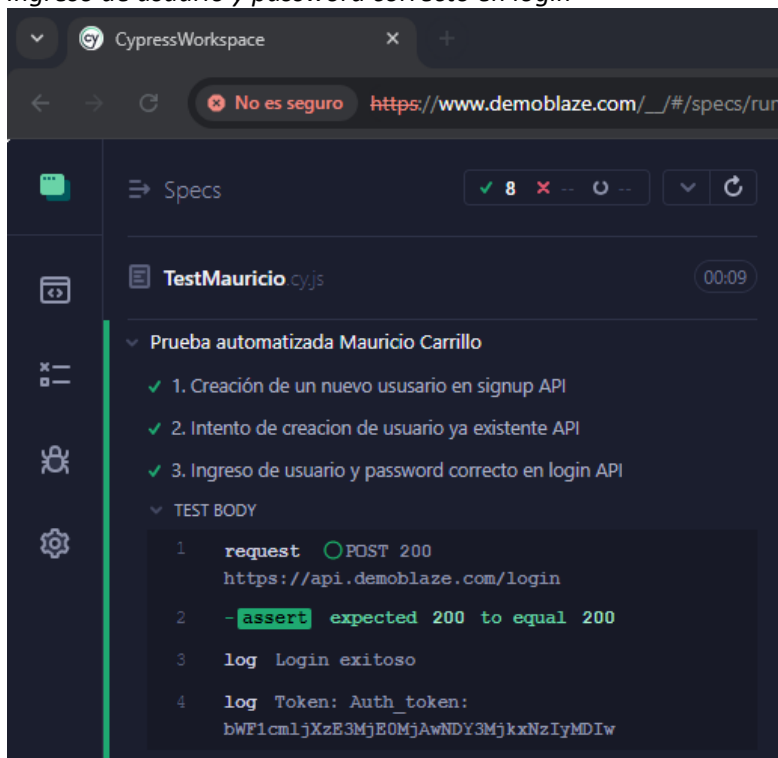 Ingreso de usuario y password correcto en login
cy CypressWorkspace
No es seguro https://www.demoblaze.com/__/#/specs/rur
Specs 8 -- --
TestMauricio.cy.js 00:09
Prueba automatizada Mauricio Carrillo
1. Creación de un nuevo ususario en signup API
2. Intento de creacion de usuario ya existente API
3. Ingreso de usuario y password correcto en login API
TEST BODY
1 request POST 200
https://api.demoblaze.com/login
2 -assert expected 200 to equal 200
3 log Login exitoso
4 log Token: Auth_token:
bWF1cmljXzE3MjE0MjAwNDY3MjkxNzIyMDIw